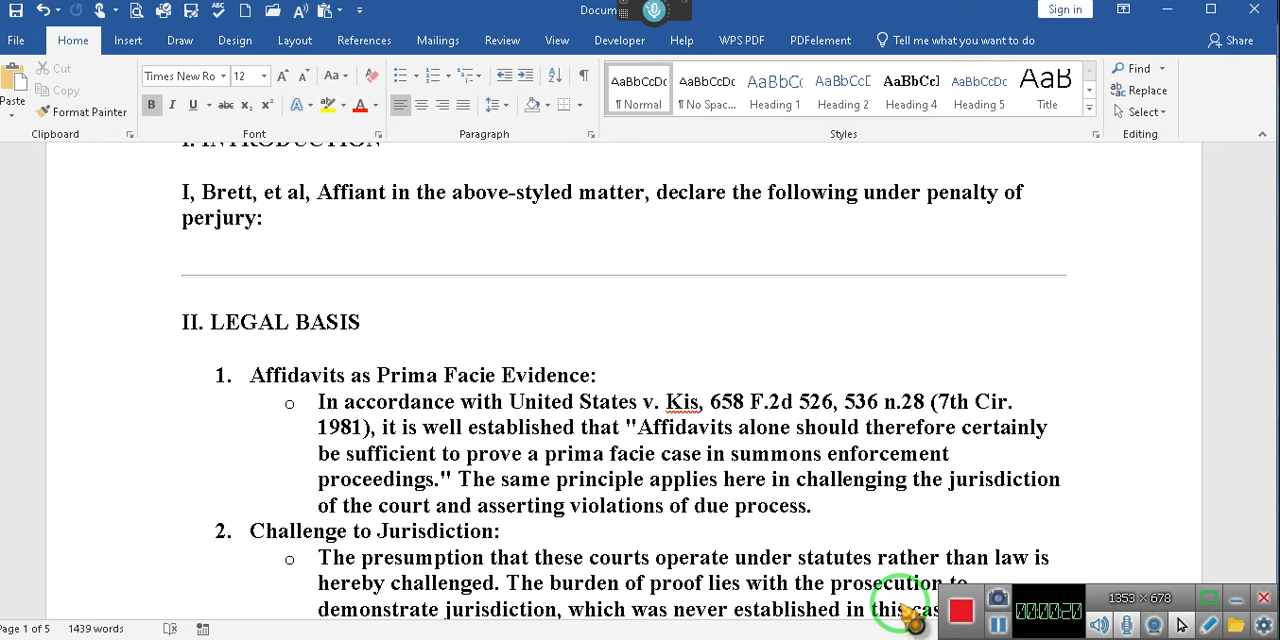 Docum
Sign in
File Home Insert Draw Design Layout References Mailings Review View Developer Help WPS PDF PDFelement Tell me what you want to do Share
Paste
Cut
Copy
Format Painter
Clipboard
Times New Ro 12
Font
Paragraph
AaBbCcDc AaBbCcDc AaBbCc AaBbCcD AaBbCc] AaBbCcDc AaB
¶ Normal ¶ No Spac... Heading 1 Heading 2 Heading 4 Heading 5 Title
Styles
Find
Replace
Select
Editing
I. INTRODUCTION
I, Brett, et al, Affiant in the above-styled matter, declare the following under penalty of
perjury:
II. LEGAL BASIS
1. Affidavits as Prima Facie Evidence:
o In accordance with United States v. Kis, 658 F.2d 526, 536 n.28 (7th Cir.
1981), it is well established that "Affidavits alone should therefore certainly
be sufficient to prove a prima facie case in summons enforcement
proceedings." The same principle applies here in challenging the jurisdiction
of the court and asserting violations of due process.
2. Challenge to Jurisdiction:
o The presumption that these courts operate under statutes rather than law is
hereby challenged. The burden of proof lies with the prosecution to
demonstrate jurisdiction, which was never established in this cas
1353 × 678
00:00:20
Page 1 of 5 1439 words